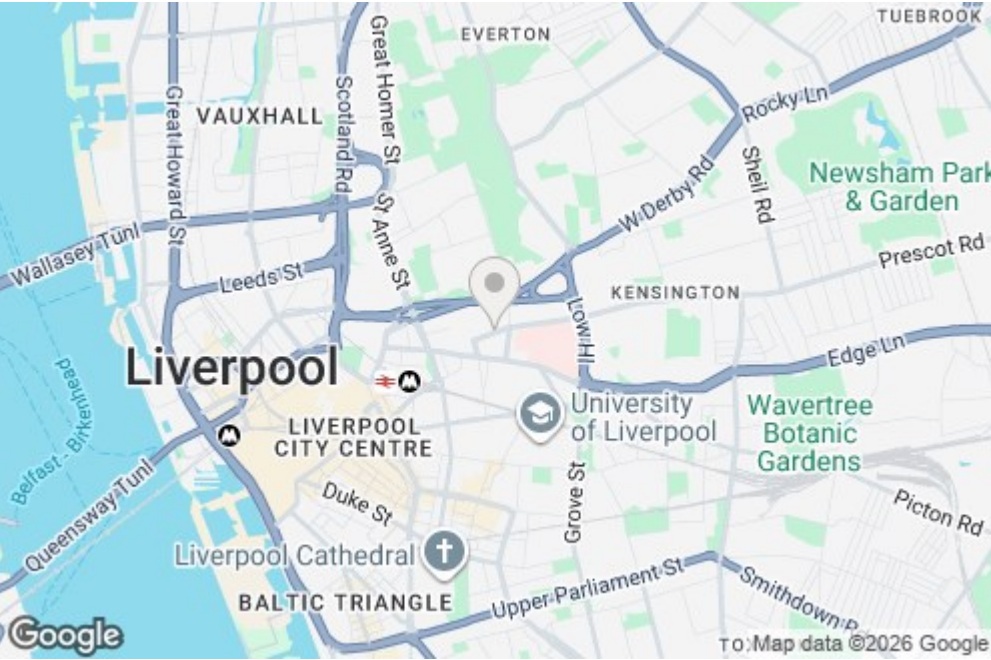 TUEBROOK
EVERTON
Great Homer St
Rocky Ln
VAUXHALL
Scotland Rd
Great Howard St
W Derby Rd
Sheil Rd
Newsham Park
& Garden
St Anne St
Wallasey Tunl
Leeds St
Prescot Rd
KENSINGTON
Low Hl
Liverpool
Edge Ln
Belfast - Birkenhead
University
of Liverpool
Wavertree
Botanic
Gardens
LIVERPOOL
CITY CENTRE
Queensway Tunl
Duke St
Grove St
Picton Rd
Liverpool Cathedral
BALTIC TRIANGLE
Upper Parliament St
Smithdown R
Google
TO
Map data ©2026 Google